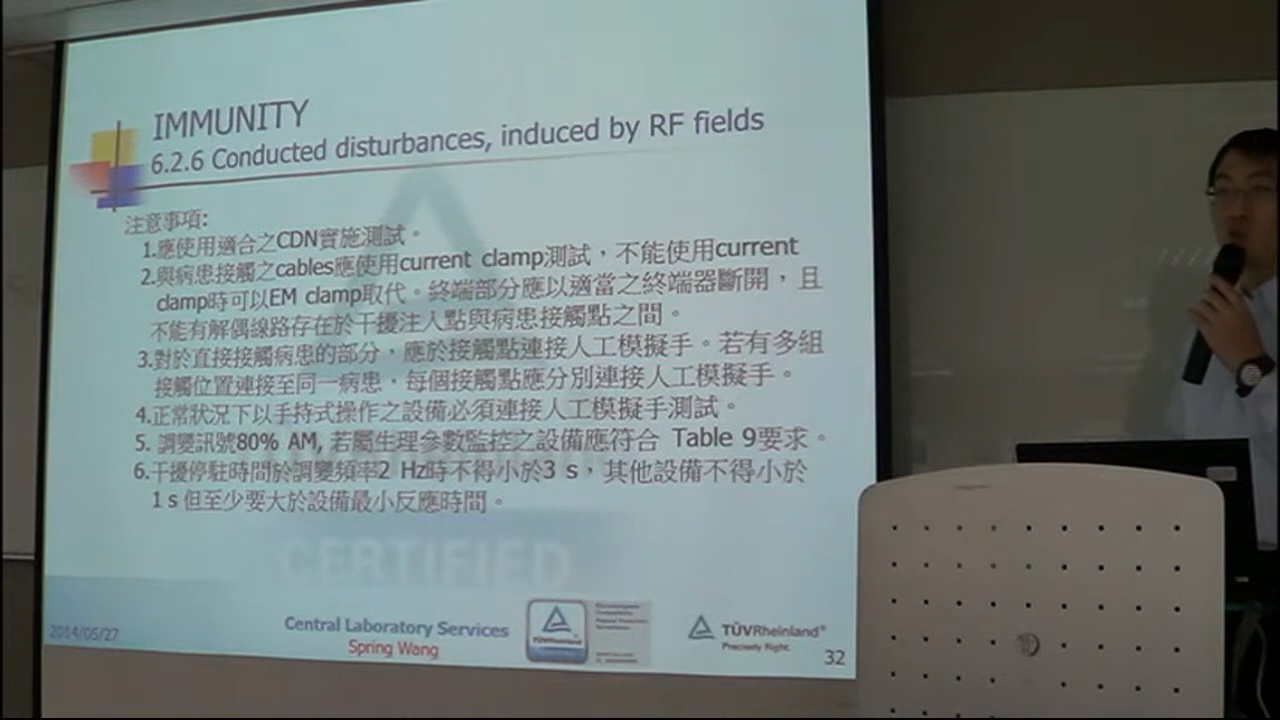 IMMUNITY
6.2.6 Conducted disturbances, induced by RF fields
注意事項:
1.應使用適合之CDN實施測試。
2.與病患接觸之cables應使用current clamp測試，不能使用current
clamp時可以EM clamp取代。終端部分應以適當之終端器斷開，且
不能有解偶線路存在於干擾注入點與病患接觸點之間。
3.對於直接接觸病患的部分，應於接觸點連接人工模擬手。若有多組
接觸位置連接至同一病患，每個接觸點應分別連接人工模擬手。
4.正常狀況下以手持式操作之設備必須連接人工模擬手測試。
5. 調變訊號80% AM, 若屬生理參數監控之設備應符合 Table 9要求。
6.干擾停駐時間於調變頻率2 Hz時不得小於3 s，其他設備不得小於
1 s 但至少要大於設備最小反應時間。
CERTIFIED
2014/05/27
Central Laboratory Services
Spring Wang
TÜVRheinland
TÜVRheinland®
Precisely Right.
32